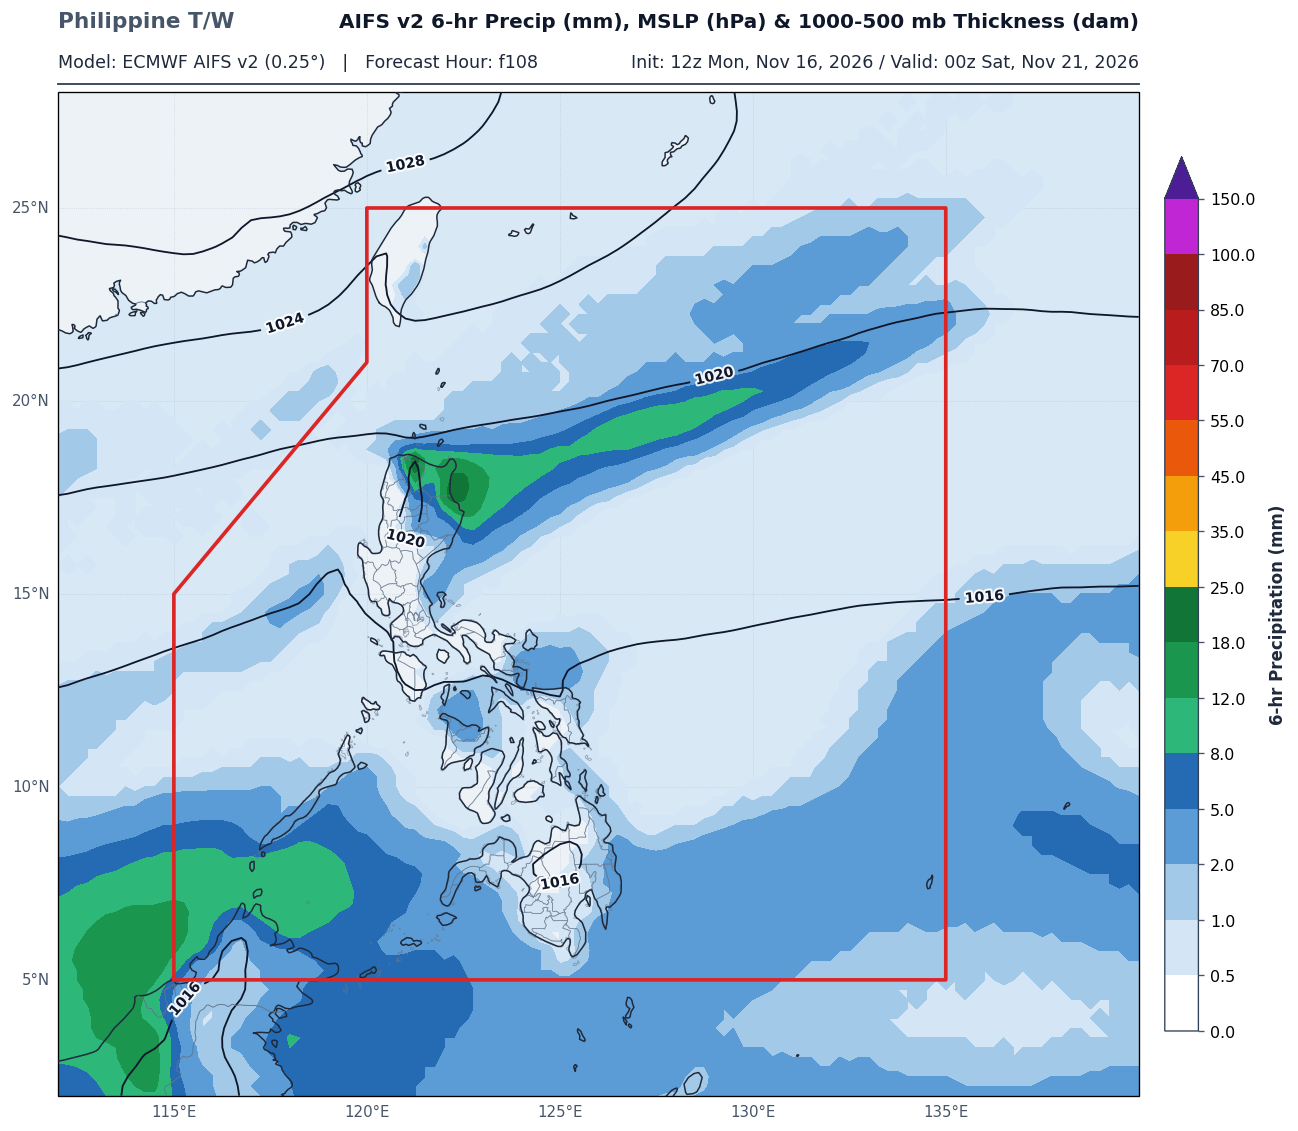 Philippine T/W
AIFS v2 6-hr Precip (mm), MSLP (hPa) & 1000-500 mb Thickness (dam)
Model: ECMWF AIFS v2 (0.25°) | Forecast Hour: f108
Init: 12z Mon, Nov 16, 2026 / Valid: 00z Sat, Nov 21, 2026
1028
1024
1020
1020
1016
1016
1016
25°N
20°N
15°N
10°N
5°N
115°E
120°E
125°E
130°E
135°E
150.0
100.0
85.0
70.0
55.0
45.0
35.0
25.0
18.0
12.0
8.0
5.0
2.0
1.0
0.5
0.0
6-hr Precipitation (mm)